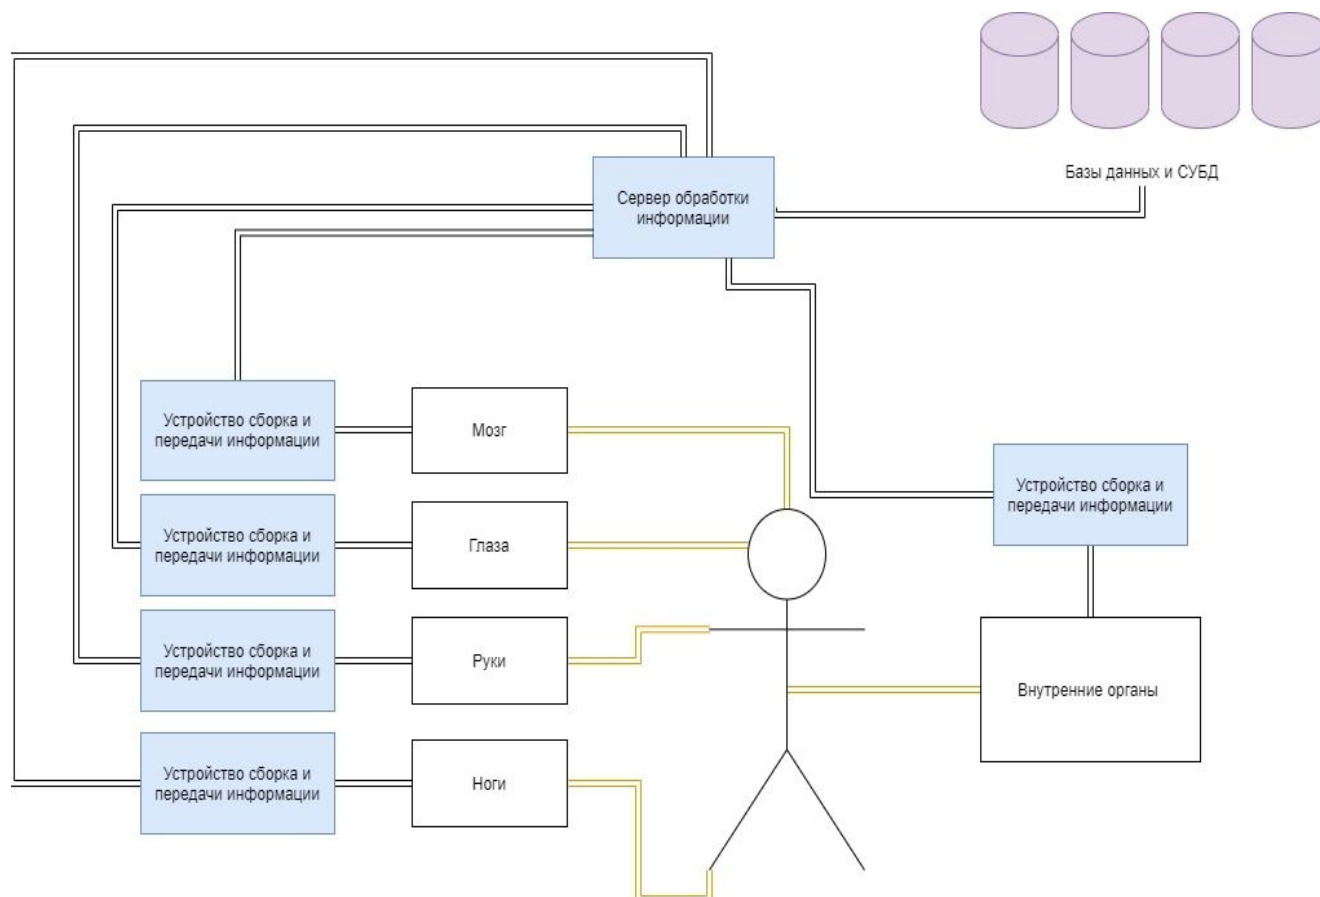 Базы данных и СУБД
Сервер обработки
информации
Устройство сборка и
передачи информации
Мозг
Устройство сборка и
передачи информации
Глаза
Устройство сборка и
передачи информации
Руки
Устройство сборка и
передачи информации
Ноги
Устройство сборка и
передачи информации
Внутренние органы